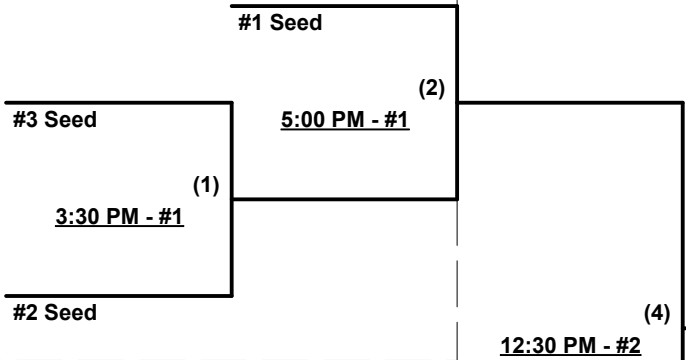 #1 Seed
(2)
#3 Seed
5:00 PM - #1
(1)
3:30 PM - #1
#2 Seed
(4)
12:30 PM - #2